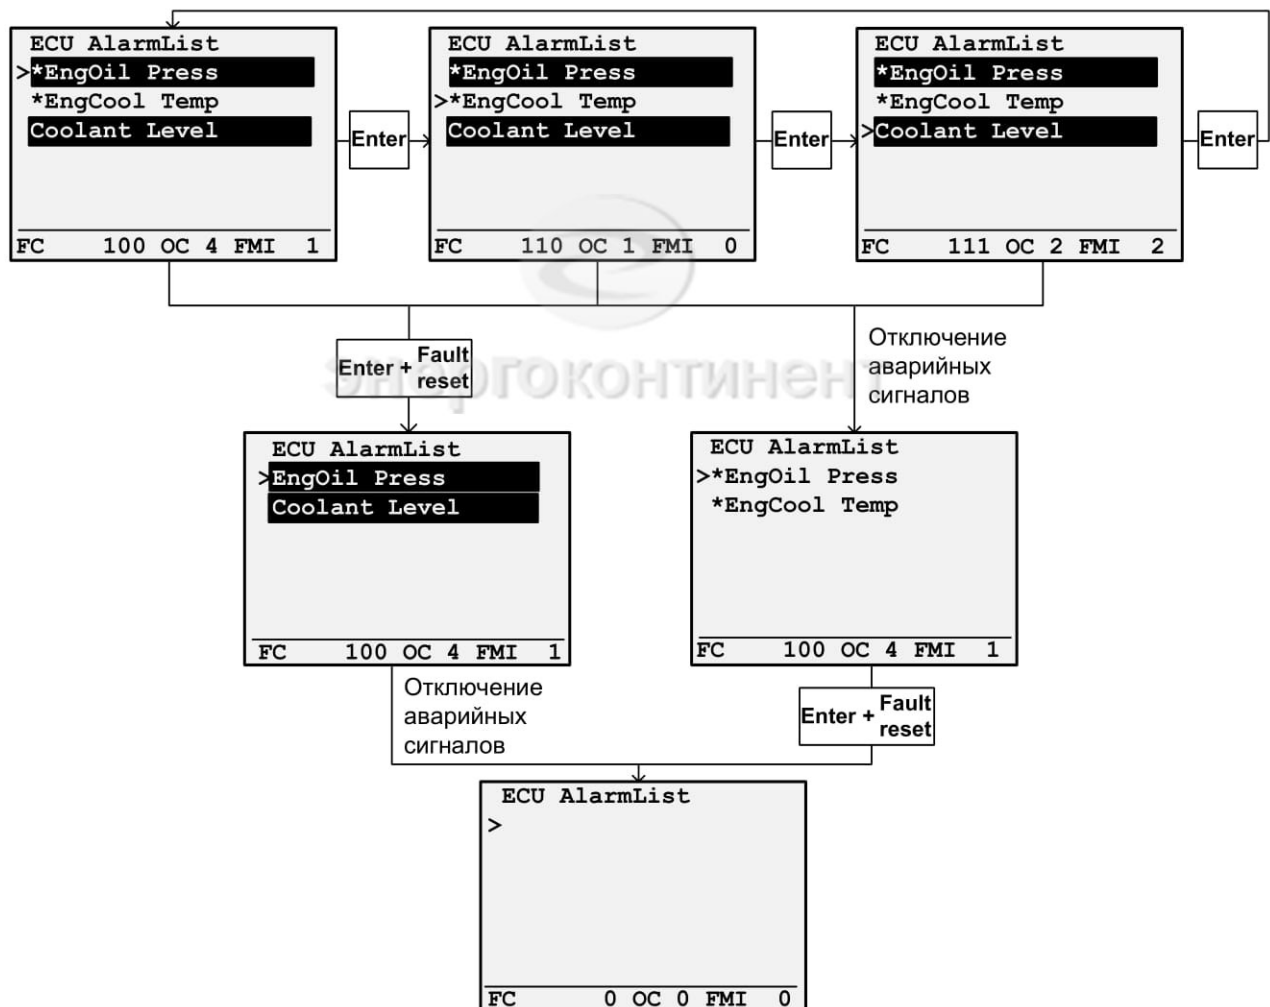 ECU AlarmList
>*EngOil Press
*EngCool Temp
Coolant Level
FC 100 OC 4 FMI 1
Enter
ECU AlarmList
*EngOil Press
>*EngCool Temp
Coolant Level
FC 110 OC 1 FMI 0
Enter
ECU AlarmList
*EngOil Press
*EngCool Temp
>Coolant Level
FC 111 OC 2 FMI 2
Enter
энергоконтинент
Enter + Fault
reset
Отключение
аварийных
сигналов
ECU AlarmList
>EngOil Press
Coolant Level
FC 100 OC 4 FMI 1
ECU AlarmList
>*EngOil Press
*EngCool Temp
FC 100 OC 4 FMI 1
Отключение
аварийных
сигналов
Enter + Fault
reset
ECU AlarmList
>
FC 0 OC 0 FMI 0